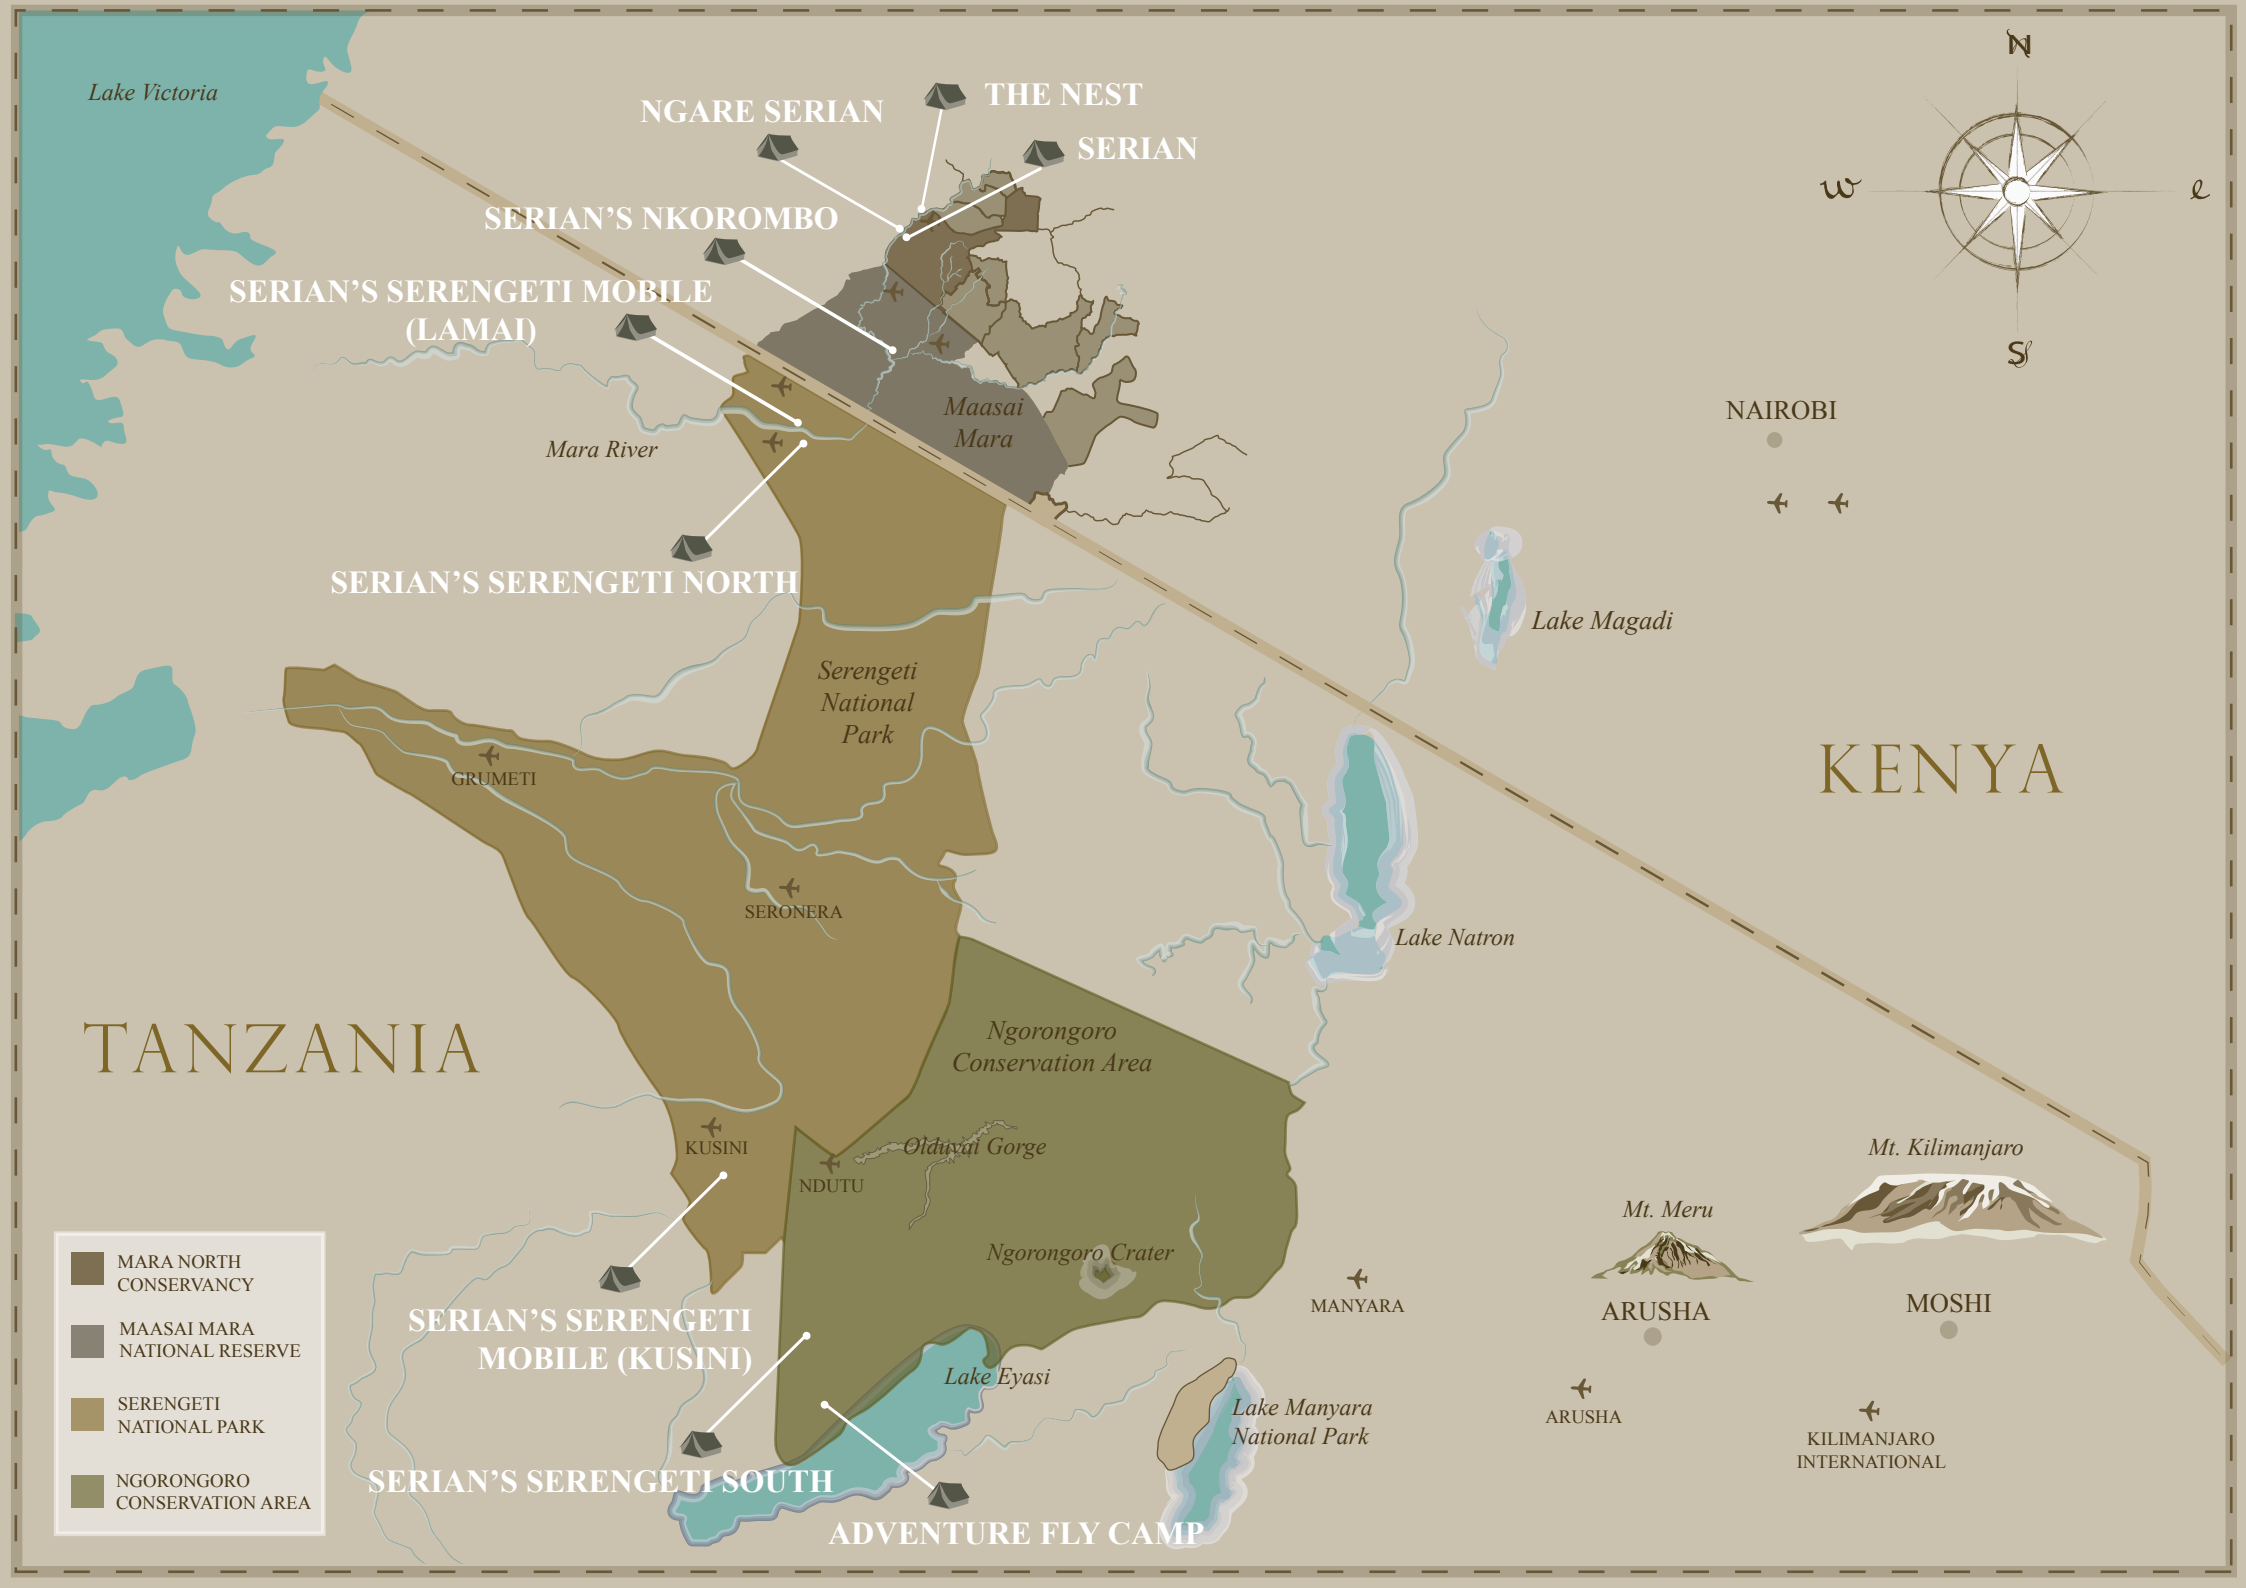 N
Lake Victoria
THE NEST
NGARE SERIAN
SERIAN
W
e
SERIAN’S NKOROMBO
SERIAN’S SERENGETI MOBILE
(LAMAI)
S
Maasai
Mara
NAIROBI
Mara River
SERIAN’S SERENGETI NORTH
Lake Magadi
Serengeti
National
Park
KENYA
GRUMETI
SERONERA
Lake Natron
TANZANIA
Ngorongoro
Conservation Area
KUSINI
Olduvai Gorge
NDUTU
Mt. Kilimanjaro
Mt. Meru
Ngorongoro Crater
MANYARA
ARUSHA
MOSHI
SERIAN’S SERENGETI
MOBILE (KUSINI)
Lake Eyasi
Lake Manyara
National Park
ARUSHA
KILIMANJARO
INTERNATIONAL
SERIAN’S SERENGETI SOUTH
ADVENTURE FLY CAMP
MARA NORTH
CONSERVANCY
MAASAI MARA
NATIONAL RESERVE
SERENGETI
NATIONAL PARK
NGORONGORO
CONSERVATION AREA